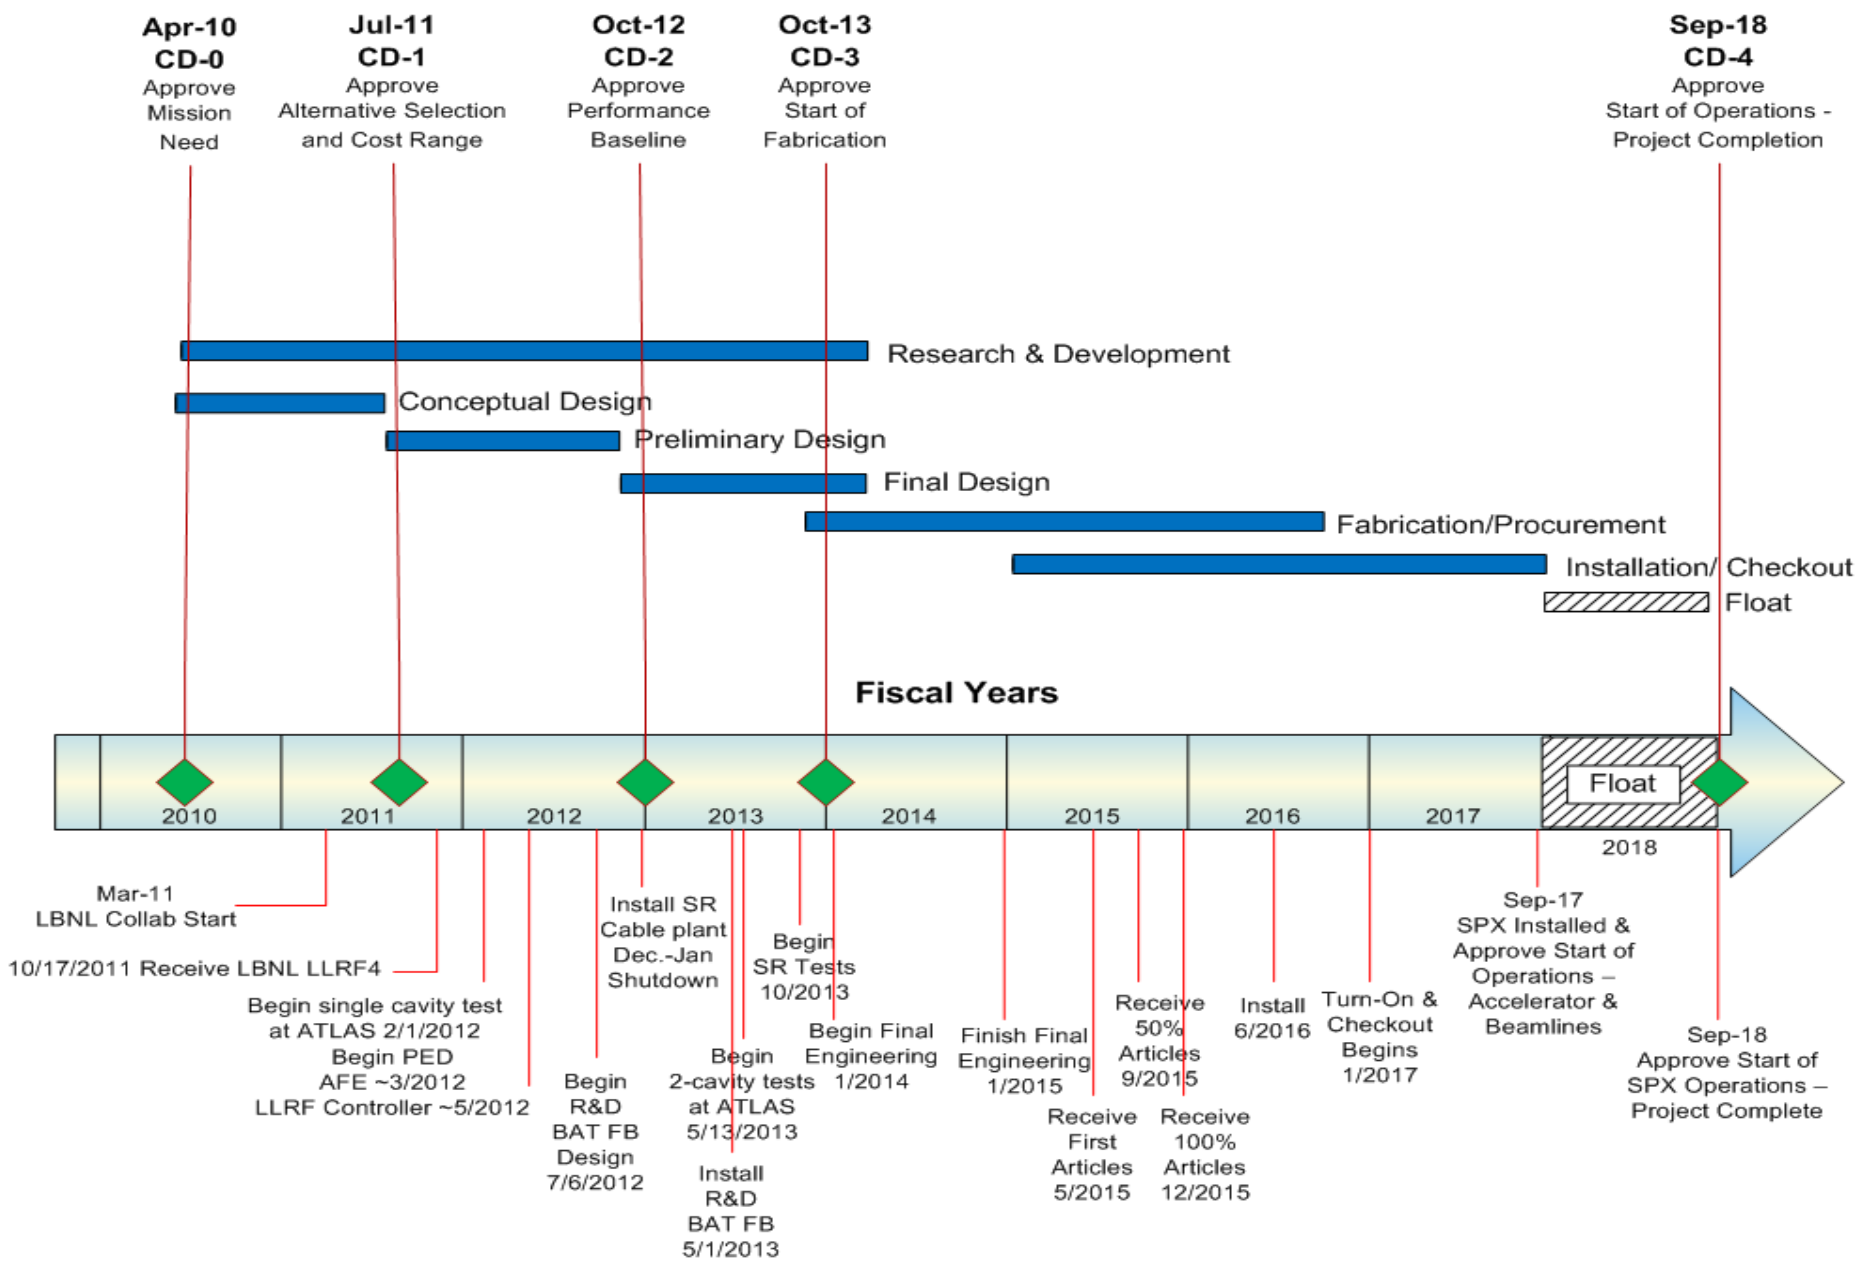 Apr-10
CD-0
Approve
Mission
Need
Jul-11
CD-1
Approve
Alternative Selection
and Cost Range
Oct-12
CD-2
Approve
Performance
Baseline
Oct-13
CD-3
Approve
Start of
Fabrication
Sep-18
CD-4
Approve
Start of Operations -
Project Completion
Research & Development
Conceptual Design
Preliminary Design
Final Design
Fabrication/Procurement
Installation/ Checkout
Float
Fiscal Years
2010
2011
2012
2013
2014
2015
2016
2017
Float
2018
Mar-11
LBNL Collab Start
10/17/2011 Receive LBNL LLRF4
Begin single cavity test
at ATLAS 2/1/2012
Begin PED
AFE ~3/2012
LLRF Controller ~5/2012
Begin
R&D
BAT FB
Design
7/6/2012
Install SR
Cable plant
Dec.-Jan
Shutdown
Begin
2-cavity tests
at ATLAS
5/13/2013
Install
R&D
BAT FB
5/1/2013
Begin
SR Tests
10/2013
Begin Final
Engineering
1/2014
Finish Final
Engineering
1/2015
Receive
First
Articles
5/2015
Receive
50%
Articles
9/2015
Receive
100%
Articles
12/2015
Install
6/2016
Turn-On &
Checkout
Begins
1/2017
Sep-17
SPX Installed &
Approve Start of
Operations –
Accelerator &
Beamlines
Sep-18
Approve Start of
SPX Operations –
Project Complete